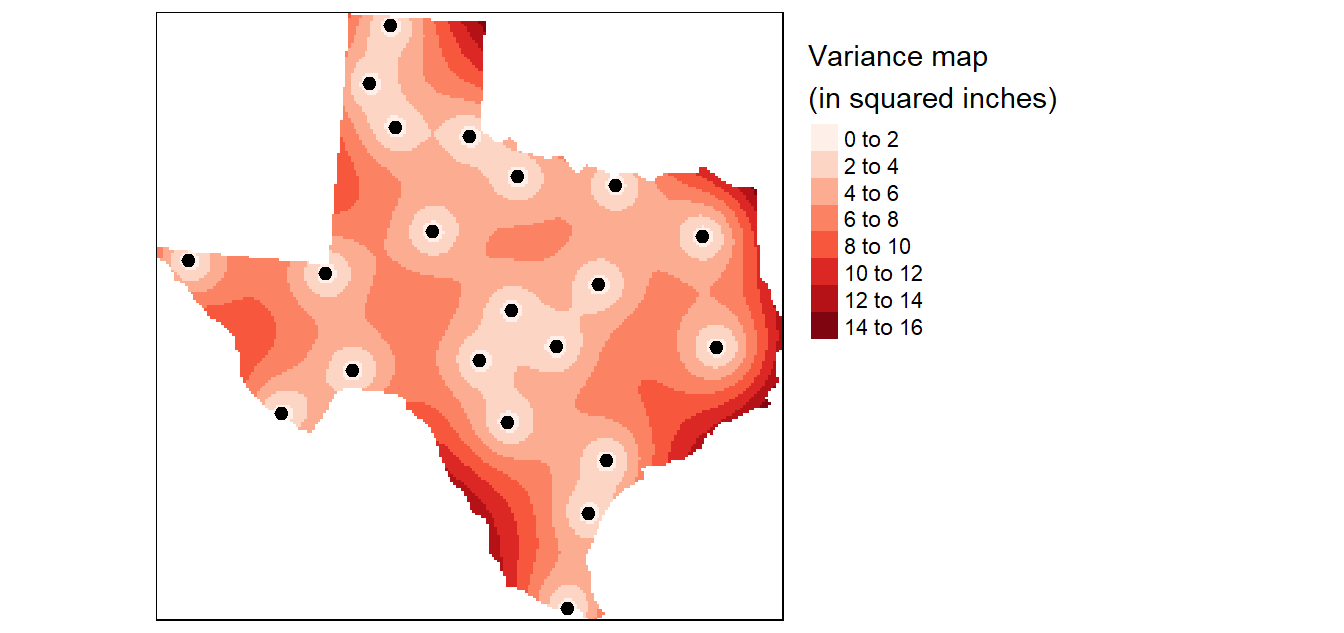 Variance map
(in squared inches)
0 to 2
2 to 4
4 to 6
6 to 8
8 to 10
10 to 12
12 to 14
14 to 16